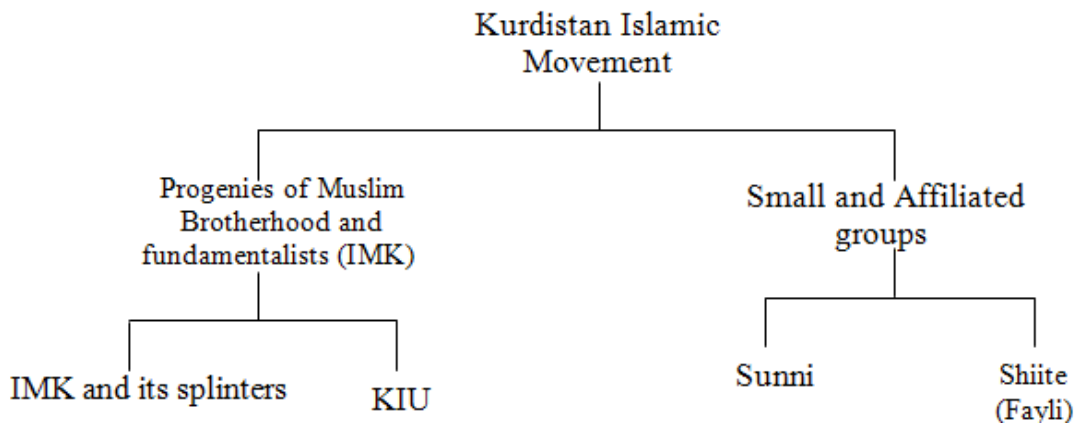 Kurdistan Islamic
Movement
Progenies of Muslim
Brotherhood and
fundamentalists (IMK)
Small and Affiliated
groups
IMK and its splinters
KIU
Sunni
Shiite
(Fayli)